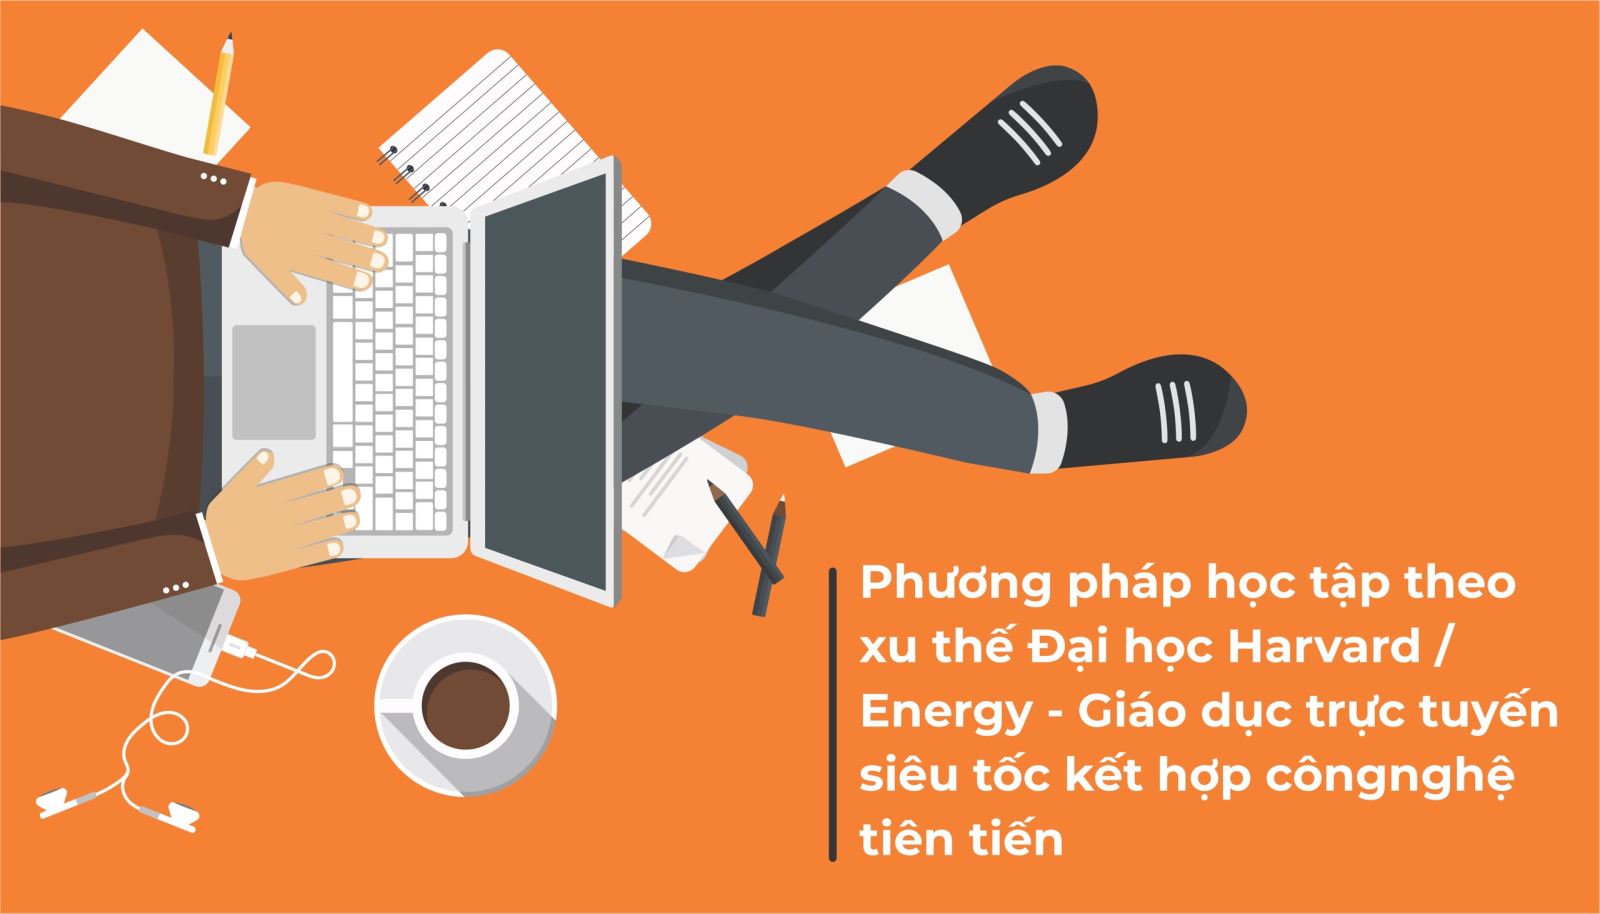 Phương pháp học tập theo
xu thế Đại học Harvard /
Energy - Giáo dục trực tuyến
siêu tốc kết hợp côngnghệ
tiên tiến